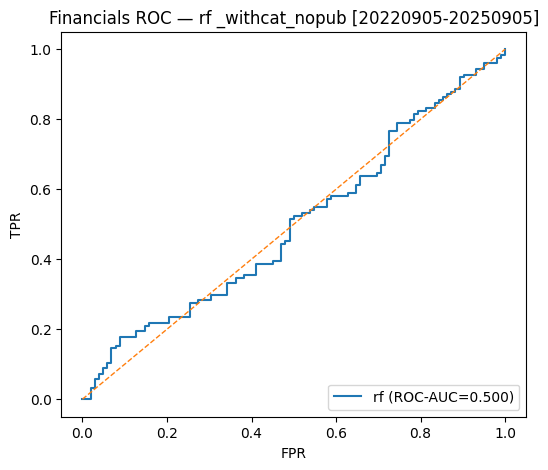 Financials ROC — rf _withcat_nopub [20220905-20250905]
TPR
1.0
0.8
0.6
0.4
0.2
0.0
rf (ROC-AUC=0.500)
0.0 0.2 0.4 0.6 0.8 1.0
FPR